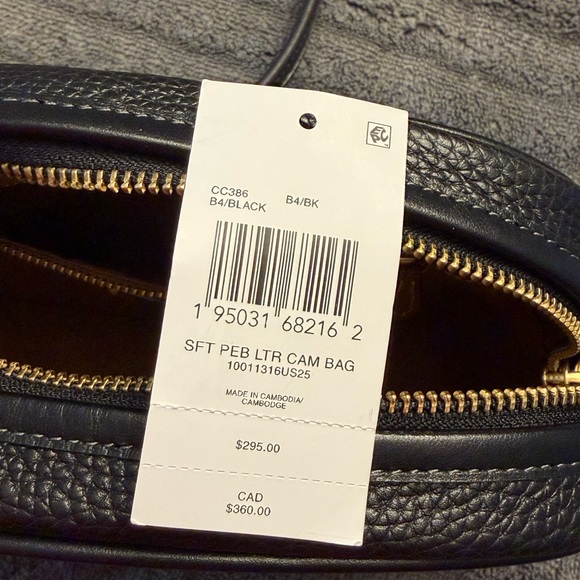 EC
CC386 B4/BK
B4/BLACK
1 95031 68216 2
SFT PEB LTR CAM BAG
10011316US25
MADE IN CAMBODIA/
CAMBODGE
$295.00
CAD
$360.00